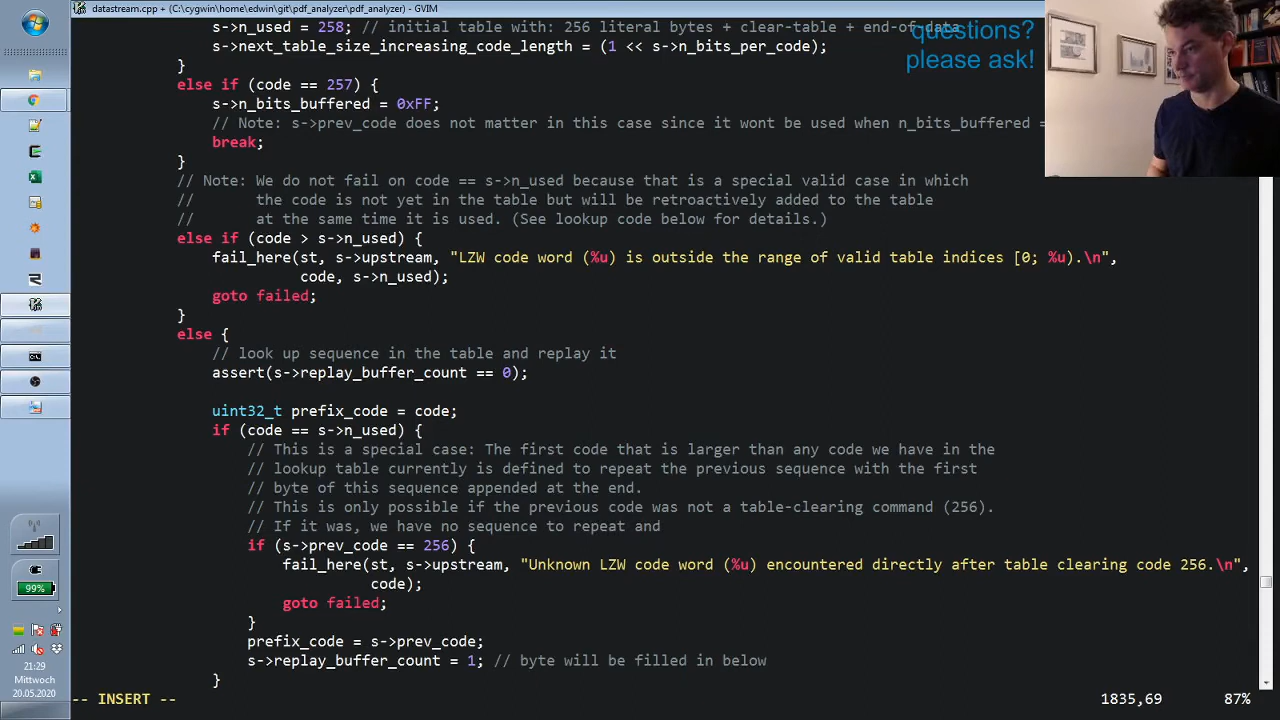 datastream.cpp + (C:\cygwin\home\edwin\git\pdf_analyzer\pdf_analyzer) - GVIM
s->n_used = 258; // initial table with: 256 literal bytes + clear-table + end-of-data
questions?
s->next_table_size_increasing_code_length = (1 << s->n_bits_per_code);
please ask!
}
else if (code == 257) {
s->n_bits_buffered = 0xFF;
// Note: s->prev_code does not matter in this case since it wont be used when n_bits_buffered =
break;
}
// Note: We do not fail on code == s->n_used because that is a special valid case in which
// the code is not yet in the table but will be retroactively added to the table
// at the same time it is used. (See lookup code below for details.)
else if (code > s->n_used) {
fail_here(st, s->upstream, "LZW code word (%u) is outside the range of valid table indices [0; %u).\n",
code, s->n_used);
goto failed;
}
else {
// look up sequence in the table and replay it
assert(s->replay_buffer_count == 0);
uint32_t prefix_code = code;
if (code == s->n_used) {
// This is a special case: The first code that is larger than any code we have in the
// lookup table currently is defined to repeat the previous sequence with the first
// byte of this sequence appended at the end.
// This is only possible if the previous code was not a table-clearing command (256).
// If it was, we have no sequence to repeat and
if (s->prev_code == 256) {
fail_here(st, s->upstream, "Unknown LZW code word (%u) encountered directly after table clearing code 256.\n",
code);
goto failed;
}
prefix_code = s->prev_code;
s->replay_buffer_count = 1; // byte will be filled in below
}
-- INSERT -- 1835,69 87%
99%
21:29
Mittwoch
20.05.2020